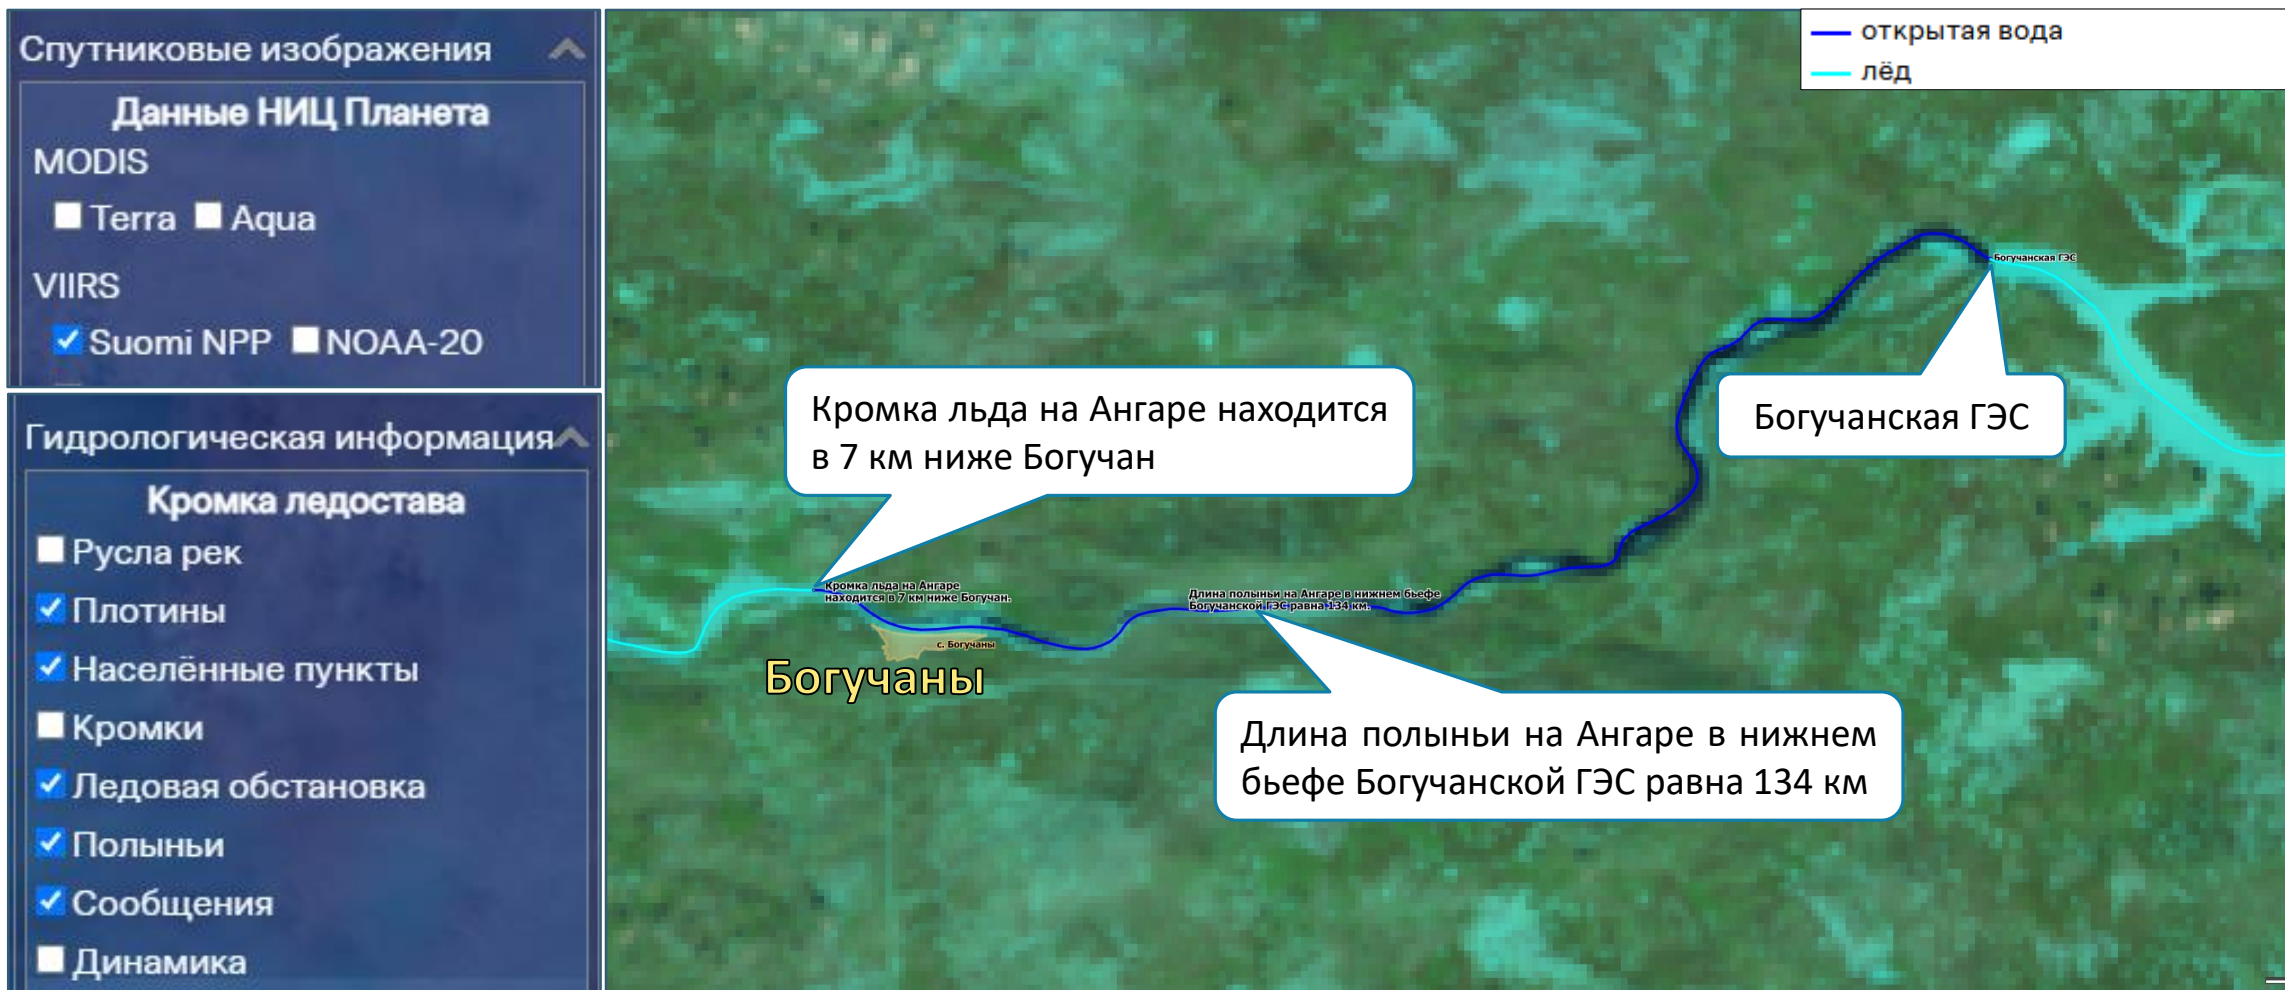 Спутниковые изображения
Данные НИЦ Планета
MODIS
Terra Aqua
VIIRS
Suomi NPP NOAA-20
Гидрологическая информация
Кромка ледостава
Русла рек
Плотины
Населённые пункты
Кромки
Ледовая обстановка
Полыньи
Сообщения
Динамика
открытая вода
лёд
Богучанская ГЭС
Богучанская ГЭС
Кромка льда на Ангаре находится
в 7 км ниже Богучан
Кромка льда на Ангаре
находится в 7 км ниже Богучан.
Длина полыньи на Ангаре в нижнем бьефе
Богучанской ГЭС равна 134 км.
с. Богучаны
Богучаны
Длина полыньи на Ангаре в нижнем
бьефе Богучанской ГЭС равна 134 км